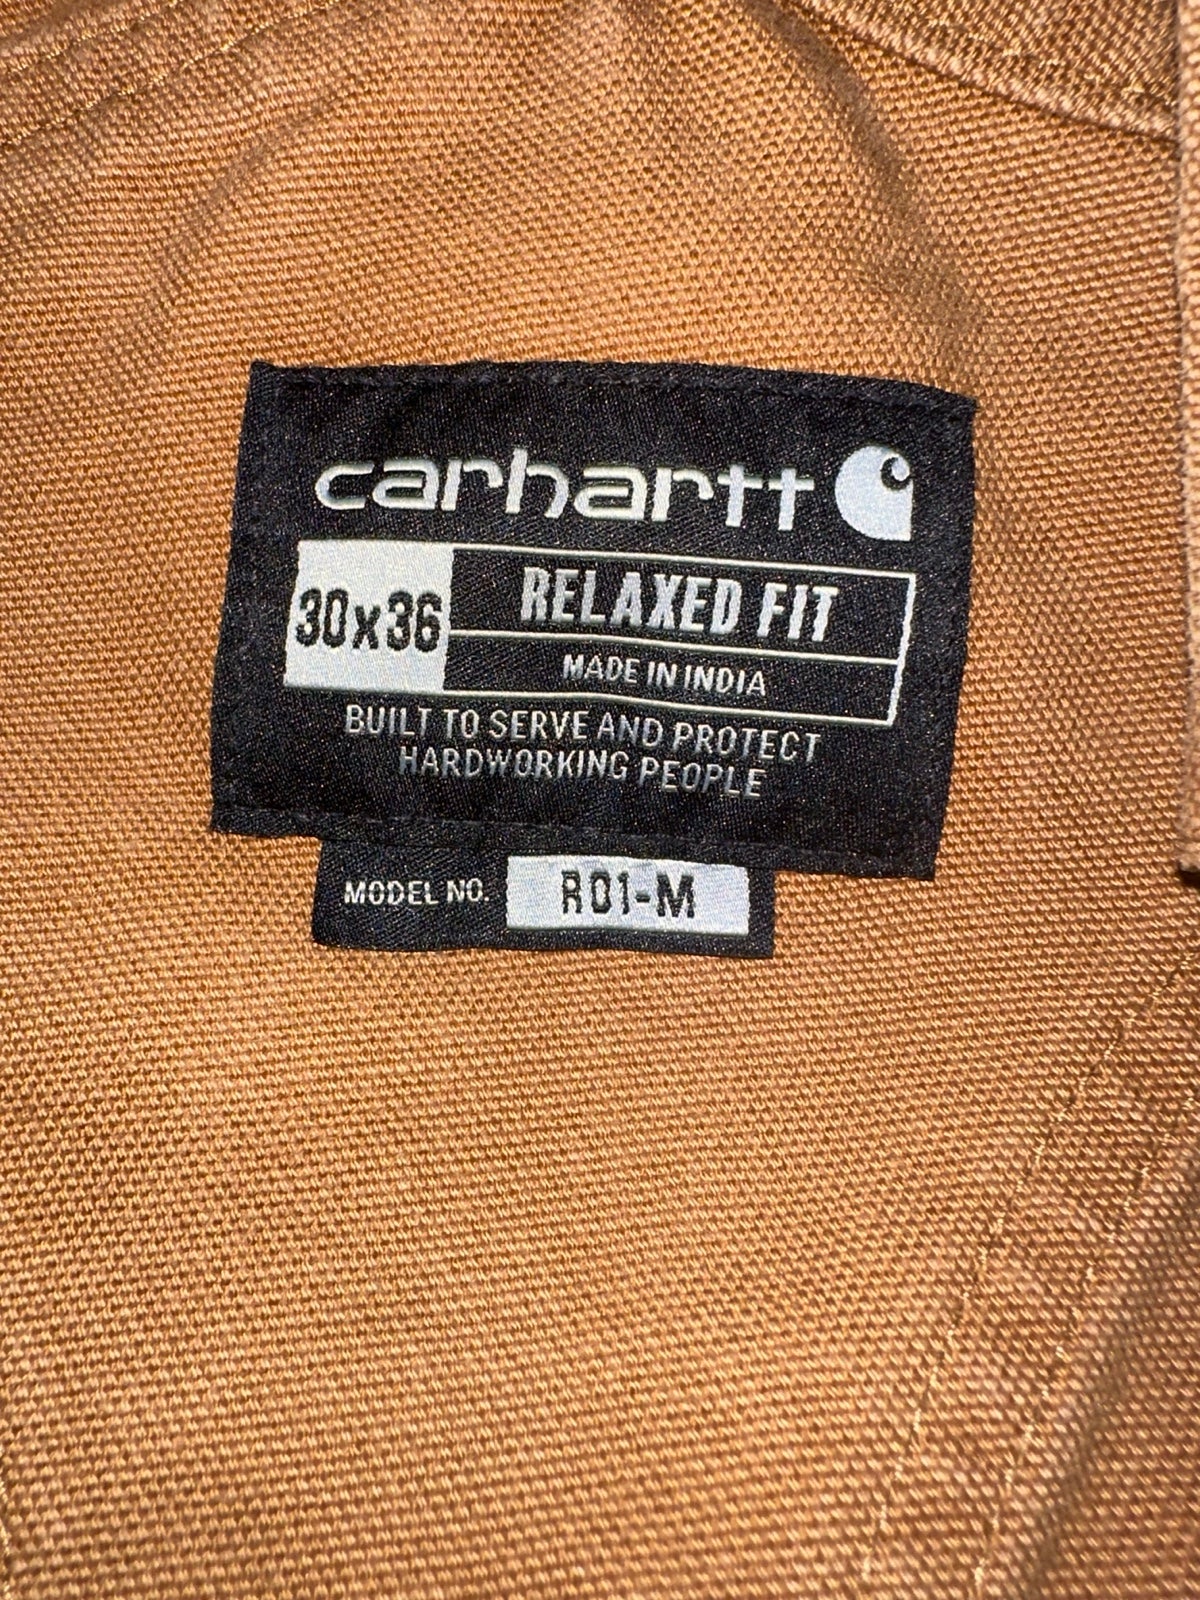 carhartt
30x36
RELAXED FIT
MADE IN INDIA
BUILT TO SERVE AND PROTECT
HARDWORKING PEOPLE
MODEL NO. R01-M